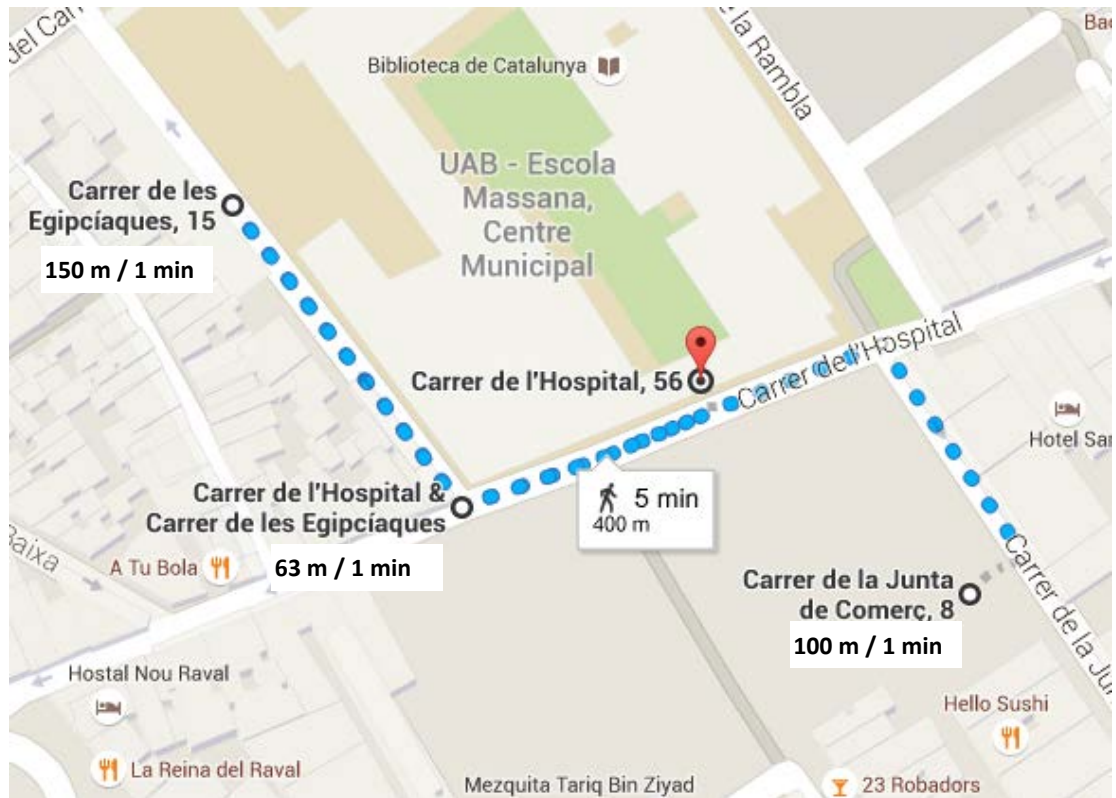 del Car
Biblioteca de Catalunya
de la Rambla
Bac
UAB - Escola
Massana,
Centre
Municipal
Carrer de les
Egipcíaques, 15
150 m / 1 min
Carrer de l'Hospital
Carrer de l'Hospital, 56
Hotel San
Carrer de l'Hospital &
Carrer de les Egipcíaques
5 min
400 m
Baixa
A Tu Bola
63 m / 1 min
Carrer de la Junta
de Comerç, 8
100 m / 1 min
Carrer de la Jun
Hostal Nou Raval
Hello Sushi
La Reina del Raval
Mezquita Tariq Bin Ziyad
23 Robadors